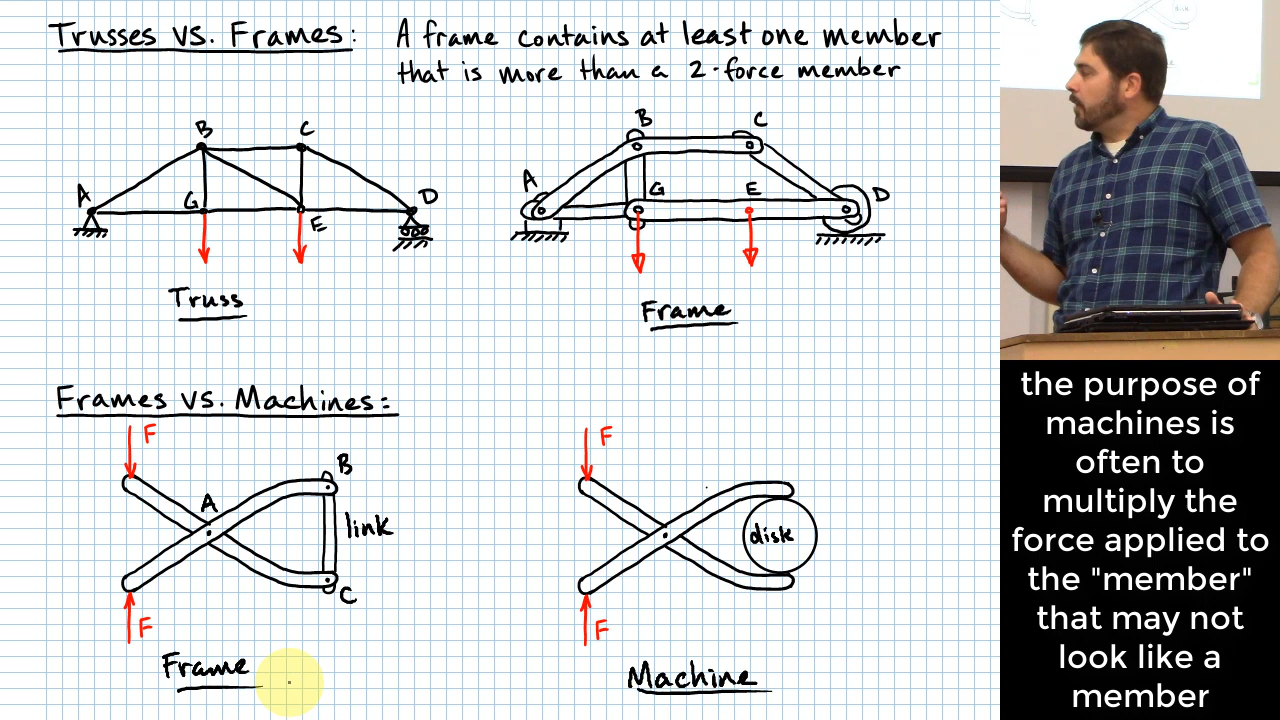 Trusses vs. Frames: A frame contains at least one member
that is more than a 2-force member
B C
A G E D
Truss
B C
A G E D
Frame
Frames vs. Machines:
F
A B
link
C
F
Frame
F
disk
F
Machine
the purpose of
machines is
often to
multiply the
force applied to
the "member"
that may not
look like a
member